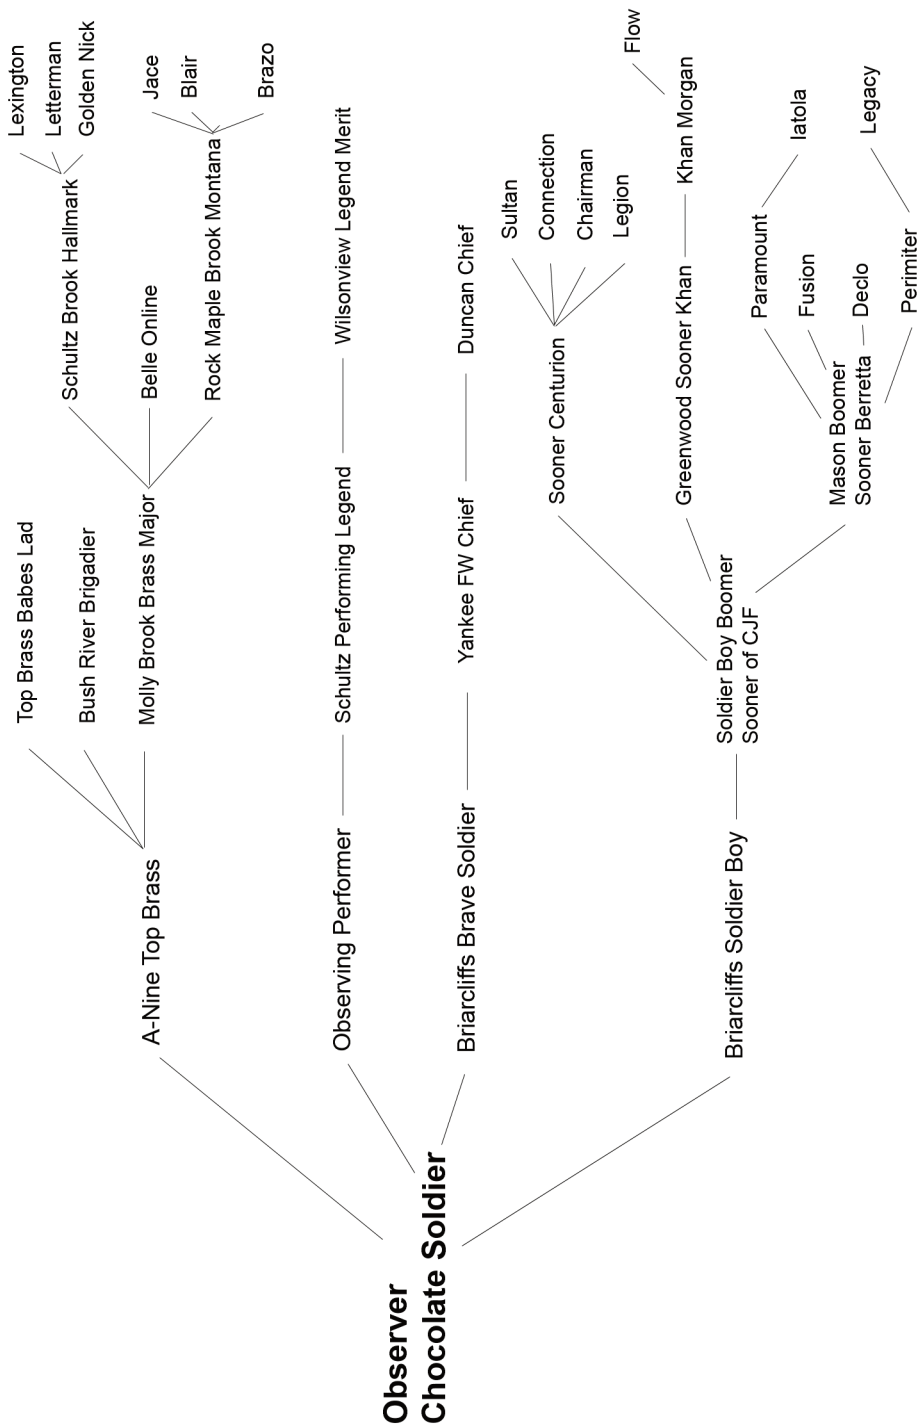 Observer
Chocolate Soldier
A-Nine Top Brass
Top Brass Babes Lad
Bush River Brigadier
Molly Brook Brass Major
Schultz Brook Hallmark
Lexington
Letterman
Golden Nick
Belle Online
Rock Maple Brook Montana
Jace
Blair
Brazo
Observing Performer
Schultz Performing Legend
Wilsonview Legend Merit
Briarcliffs Brave Soldier
Yankee FW Chief
Duncan Chief
Briarcliffs Soldier Boy
Soldier Boy Boomer
Sooner of CJF
Sooner Centurion
Sultan
Connection
Chairman
Legion
Greenwood Sooner Khan
Khan Morgan
Flow
Mason Boomer
Sooner Berretta
Paramount
Iatola
Fusion
Declo
Perimiter
Legacy